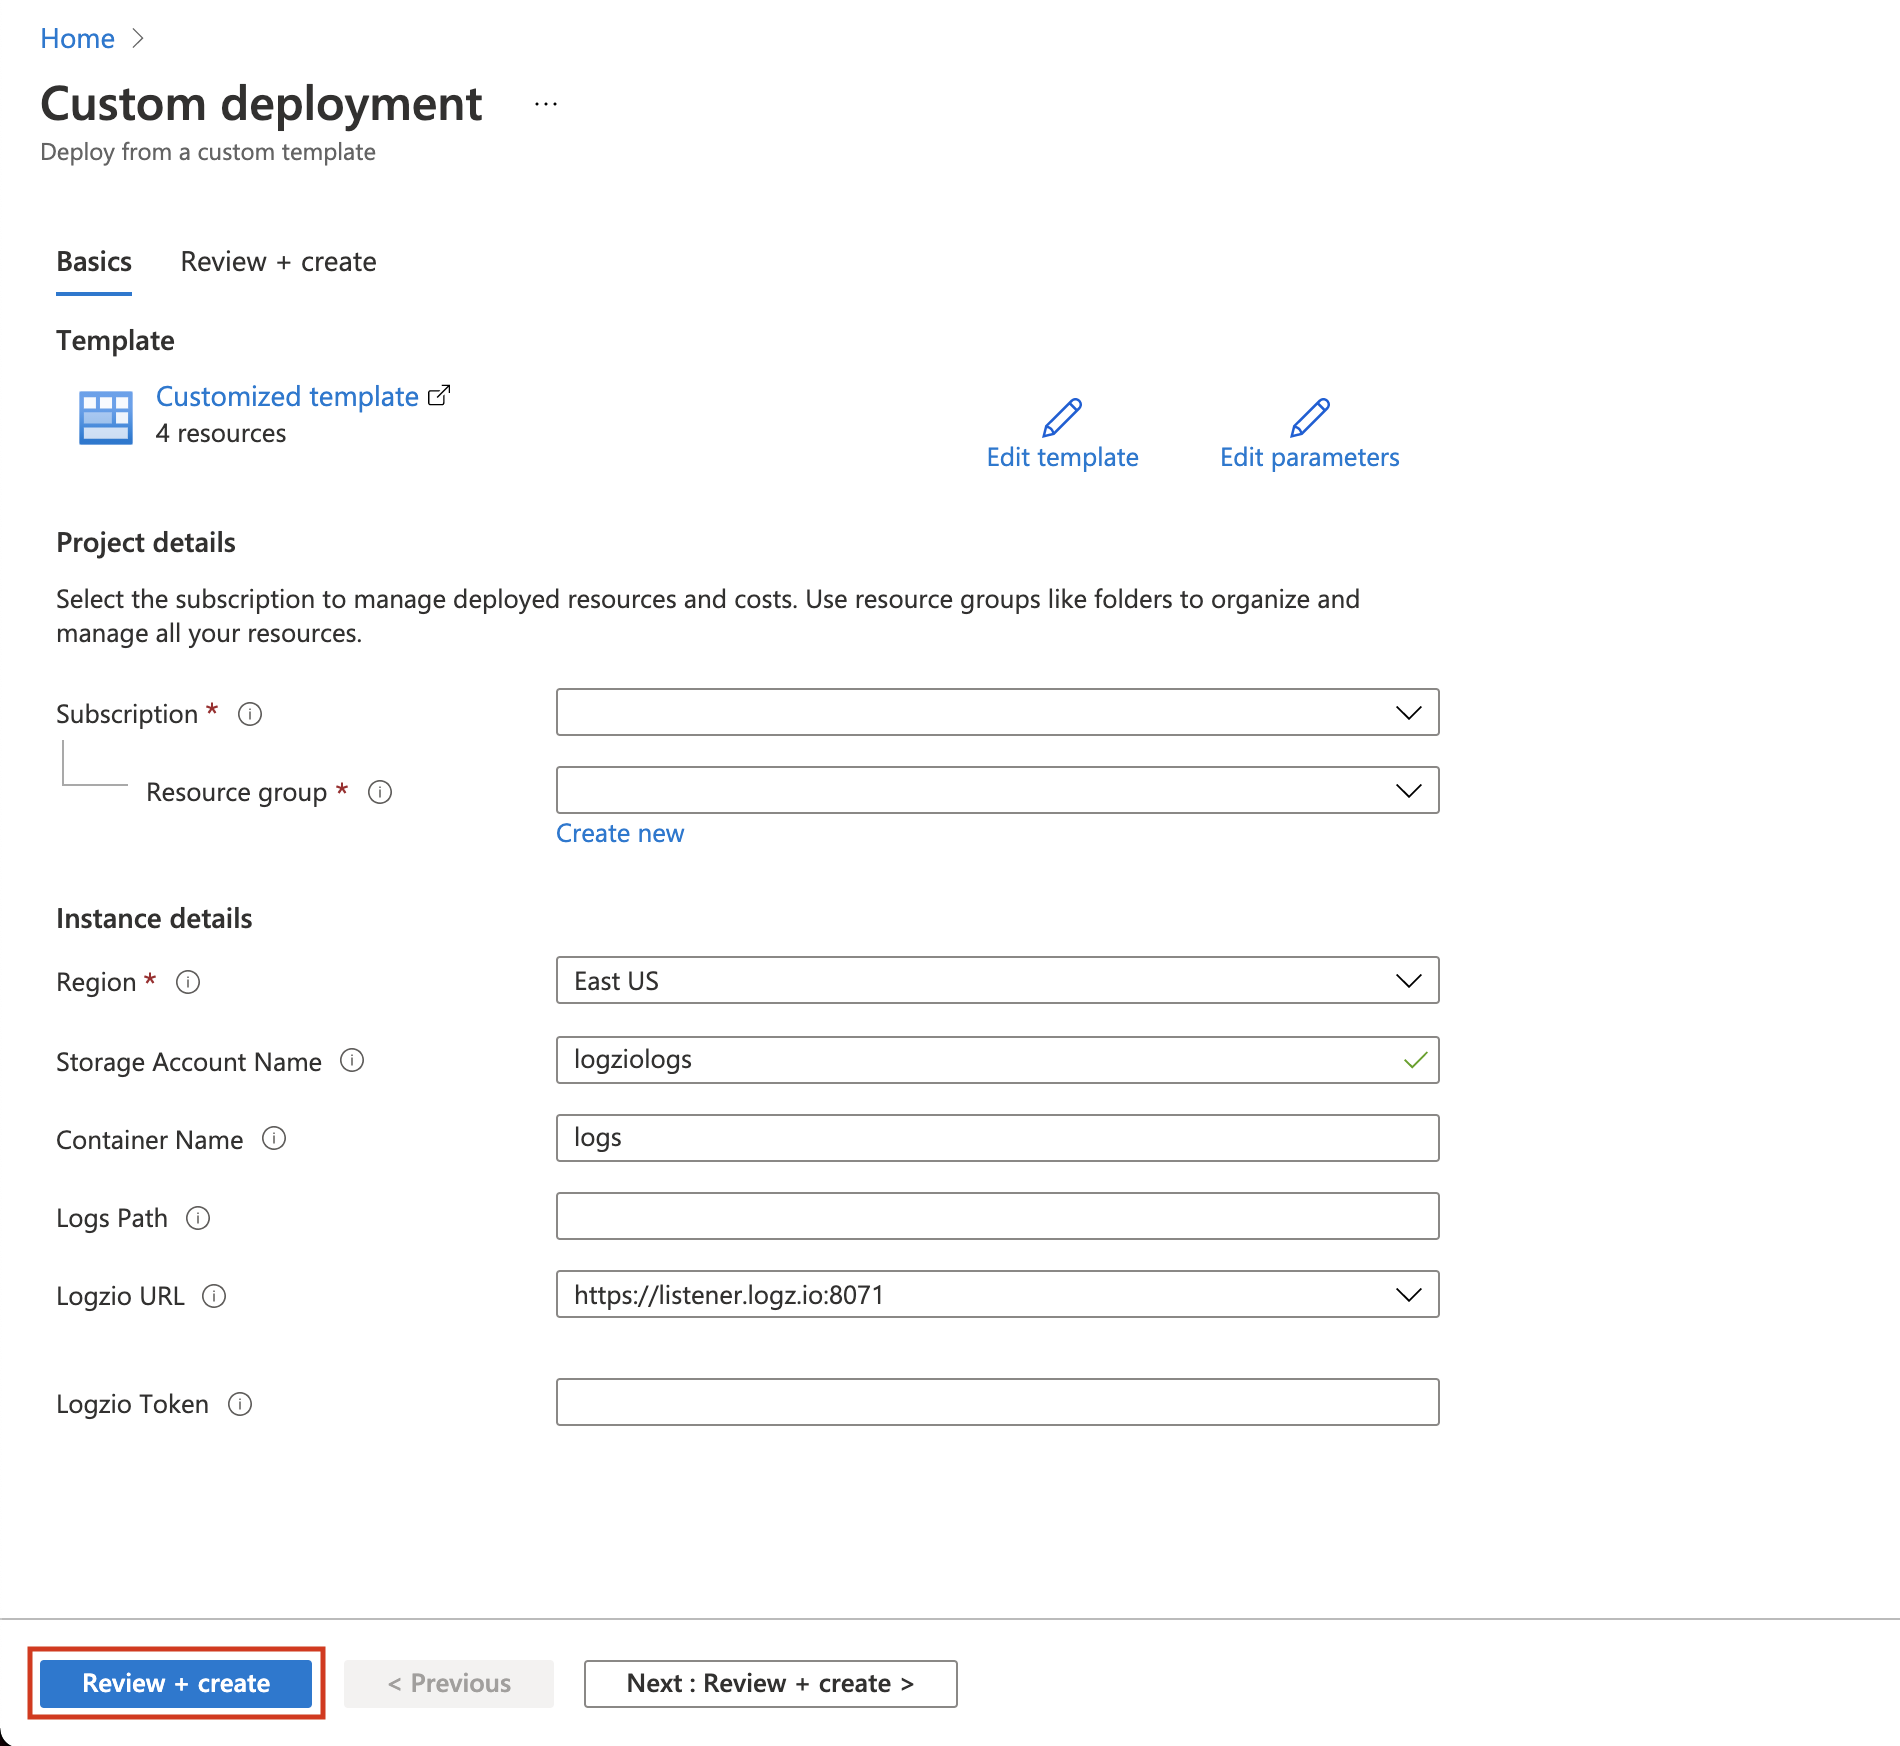 Home >
Custom deployment ...
Deploy from a custom template
Basics Review + create
Template
Customized template
4 resources
Edit template Edit parameters
Project details
Select the subscription to manage deployed resources and costs. Use resource groups like folders to organize and
manage all your resources.
Subscription *
Resource group *
Create new
Instance details
Region * East US
Storage Account Name logziologs
Container Name logs
Logs Path
Logzio URL https://listener.logz.io:8071
Logzio Token
Review + create < Previous Next : Review + create >